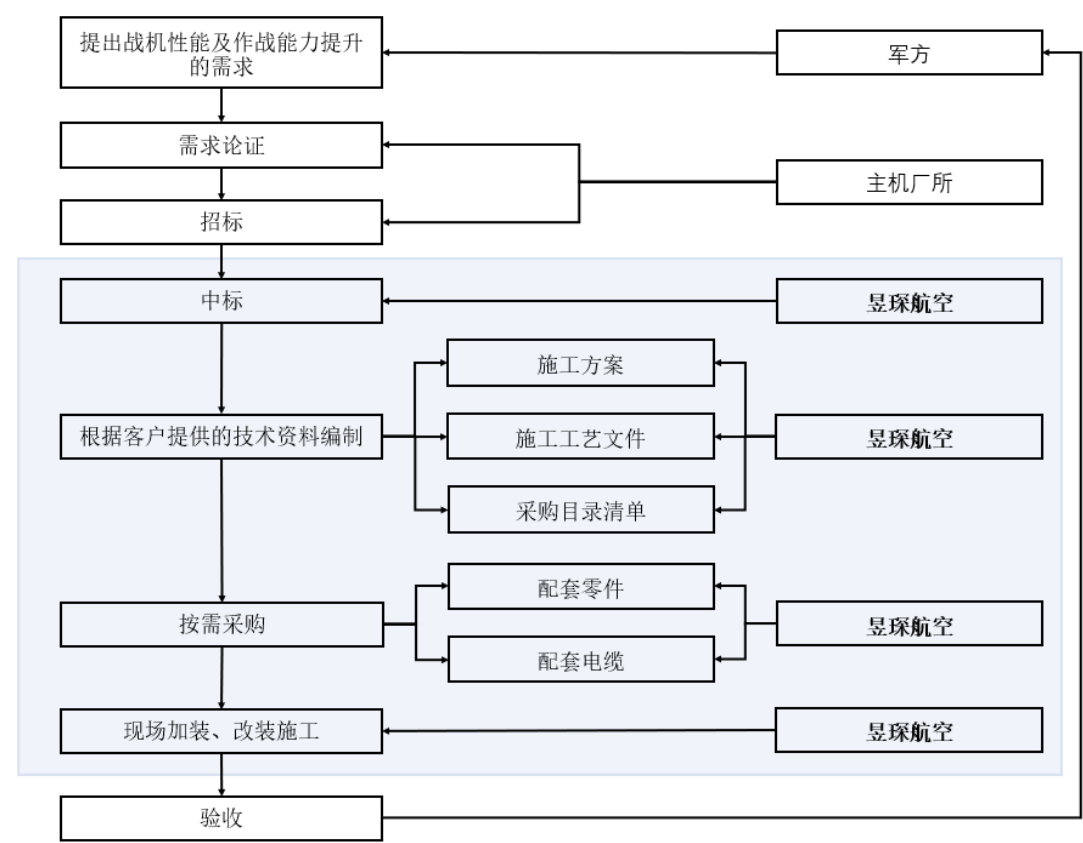 提出战机性能及作战能力提升
的需求
军方
需求论证
主机厂所
招标
中标
昱琛航空
施工方案
根据客户提供的技术资料编制
施工工艺文件
昱琛航空
采购目录清单
配套零件
按需采购
昱琛航空
配套电缆
现场加装、改装施工
昱琛航空
验收